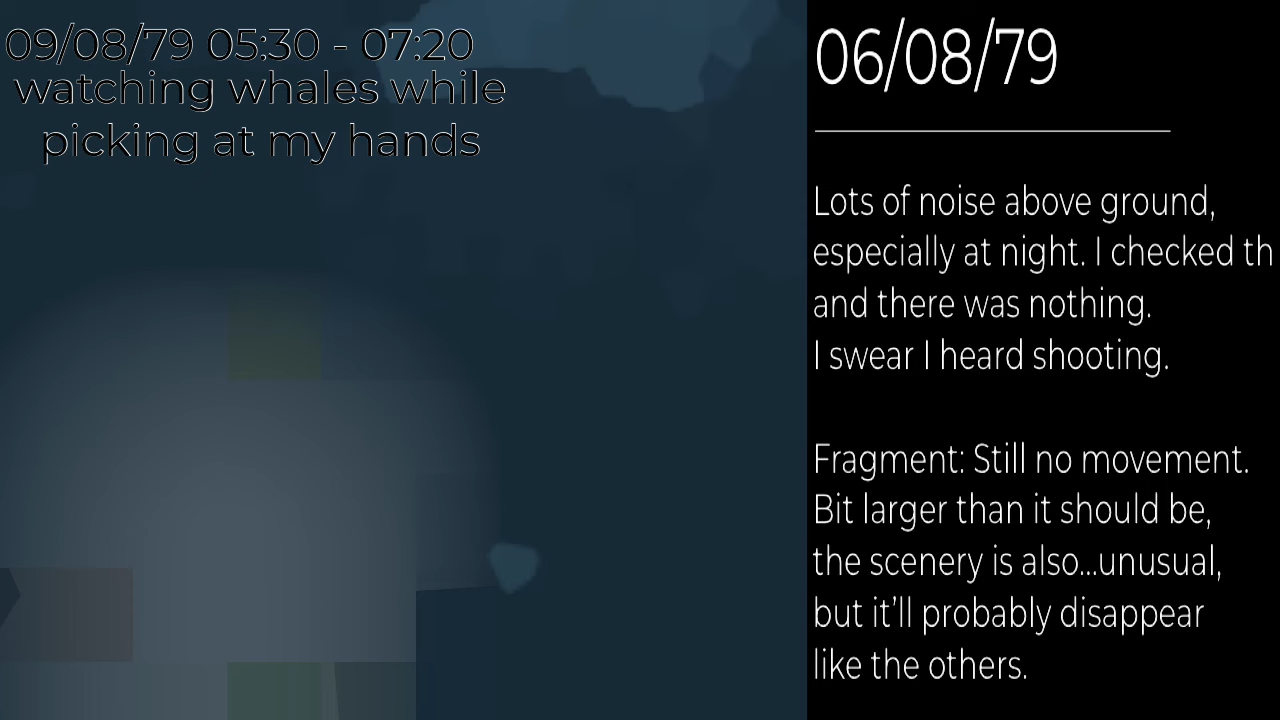 09/08/79 05:30 - 07:20
watching whales while
picking at my hands
06/08/79
Lots of noise above ground,
especially at night. I checked th
and there was nothing.
I swear I heard shooting.
Fragment: Still no movement.
Bit larger than it should be,
the scenery is also...unusual,
but it’ll probably disappear
like the others.